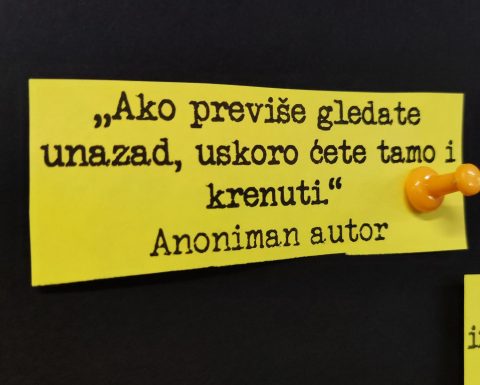 „Ako previše gledate
unazad, uskoro ćete tamo i
krenuti.“
Anoniman autor